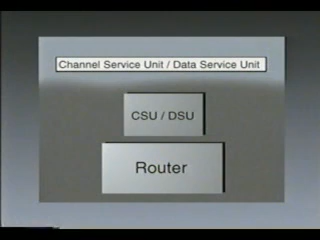 Channel Service Unit / Data Service Unit
CSU / DSU
Router